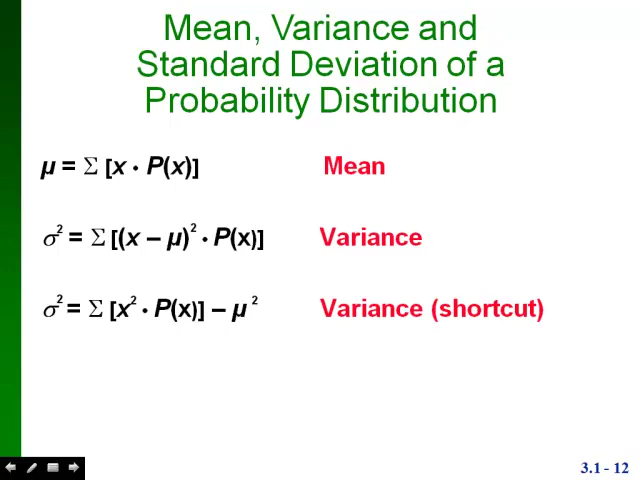 Mean, Variance and
Standard Deviation of a
Probability Distribution
µ = Σ [x • P(x)] Mean
σ² = Σ [(x – µ)² • P(x)] Variance
σ² = Σ [x² • P(x)] – µ ² Variance (shortcut)
3.1 - 12